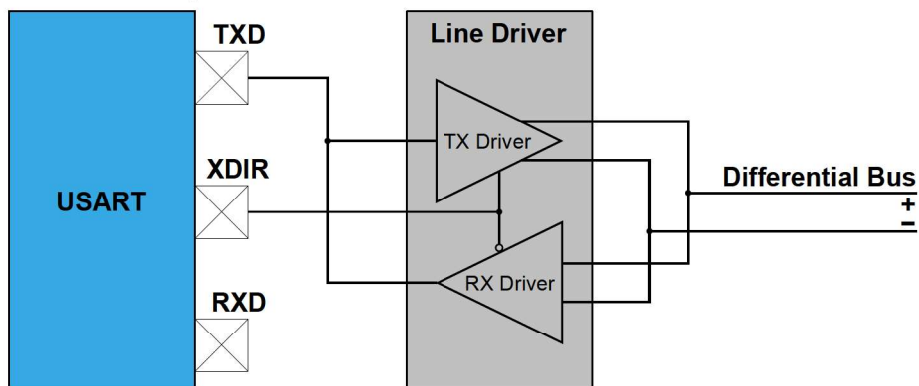 TXD
Line Driver
TX Driver
XDIR
USART
Differential Bus
+
−
RX Driver
RXD